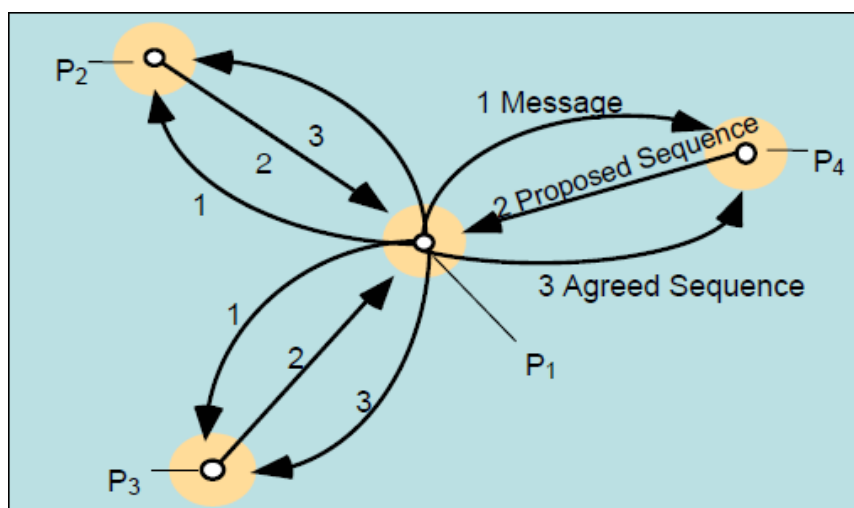 P2
3
1 Message
2
2 Proposed Sequence
P4
1
3 Agreed Sequence
1
2
P1
3
P3